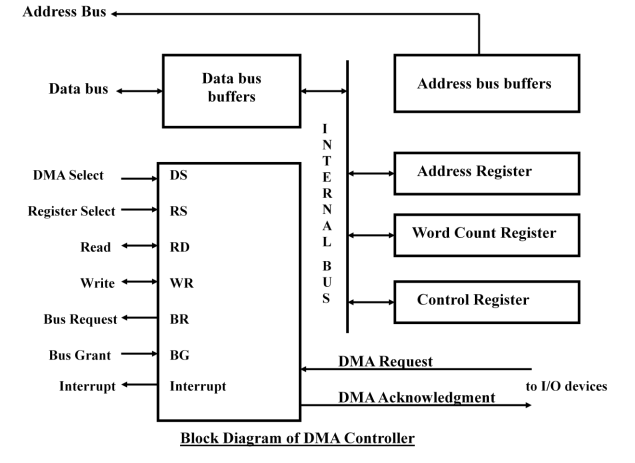 Address Bus
Data bus
Data bus
buffers
Address bus buffers
INTERNAL BUS
Address Register
Word Count Register
Control Register
DMA Select
DS
Register Select
RS
Read
RD
Write
WR
Bus Request
BR
Bus Grant
BG
Interrupt
Interrupt
DMA Request
to I/O devices
DMA Acknowledgment
Block Diagram of DMA Controller